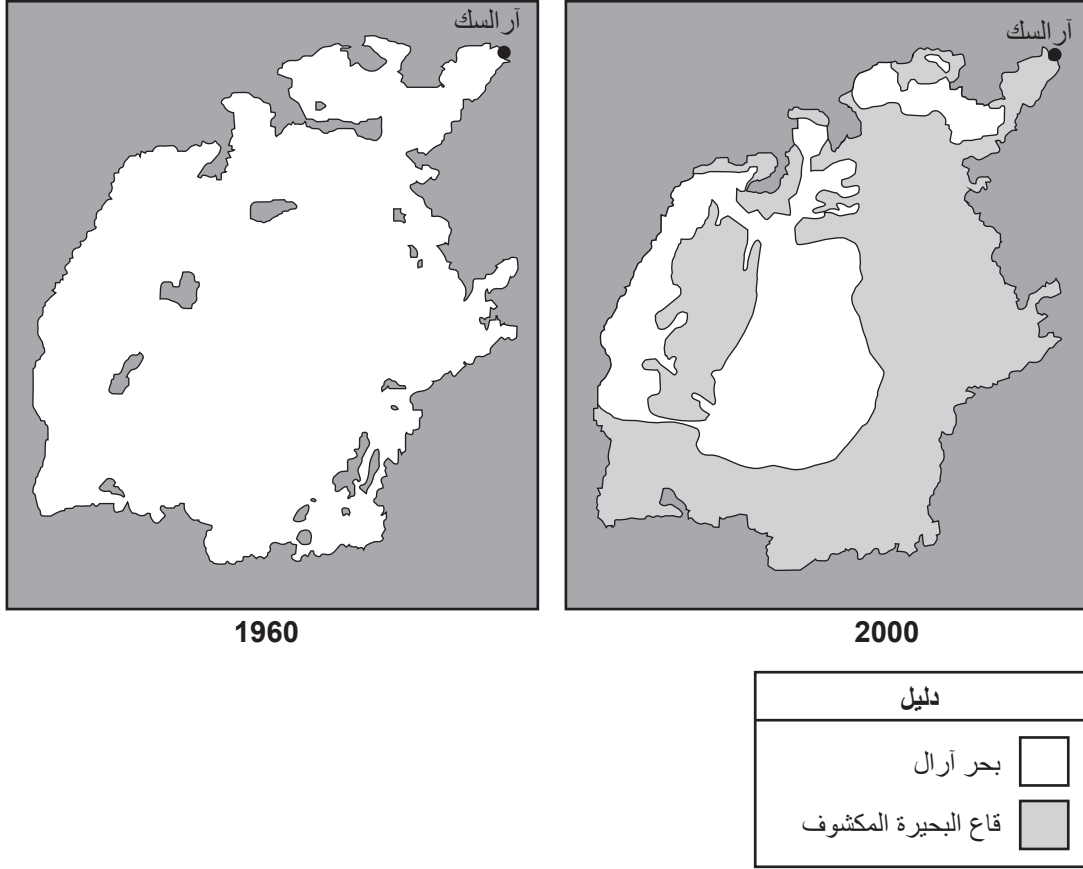 آرالسك
آرالسك
1960
2000
دليل
بحر آرال
قاع البحيرة المكشوف